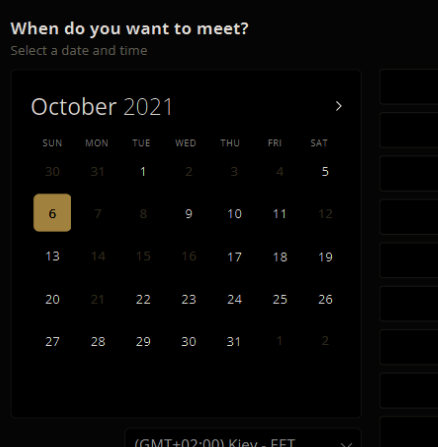 When do you want to meet?
Select a date and time
October 2021
SUN MON TUE WED THU FRI SAT
30 31 1 2 3 4 5
6 7 8 9 10 11 12
13 14 15 16 17 18 19
20 21 22 23 24 25 26
27 28 29 30 31 1 2
(GMT+02:00) Kiev - EET